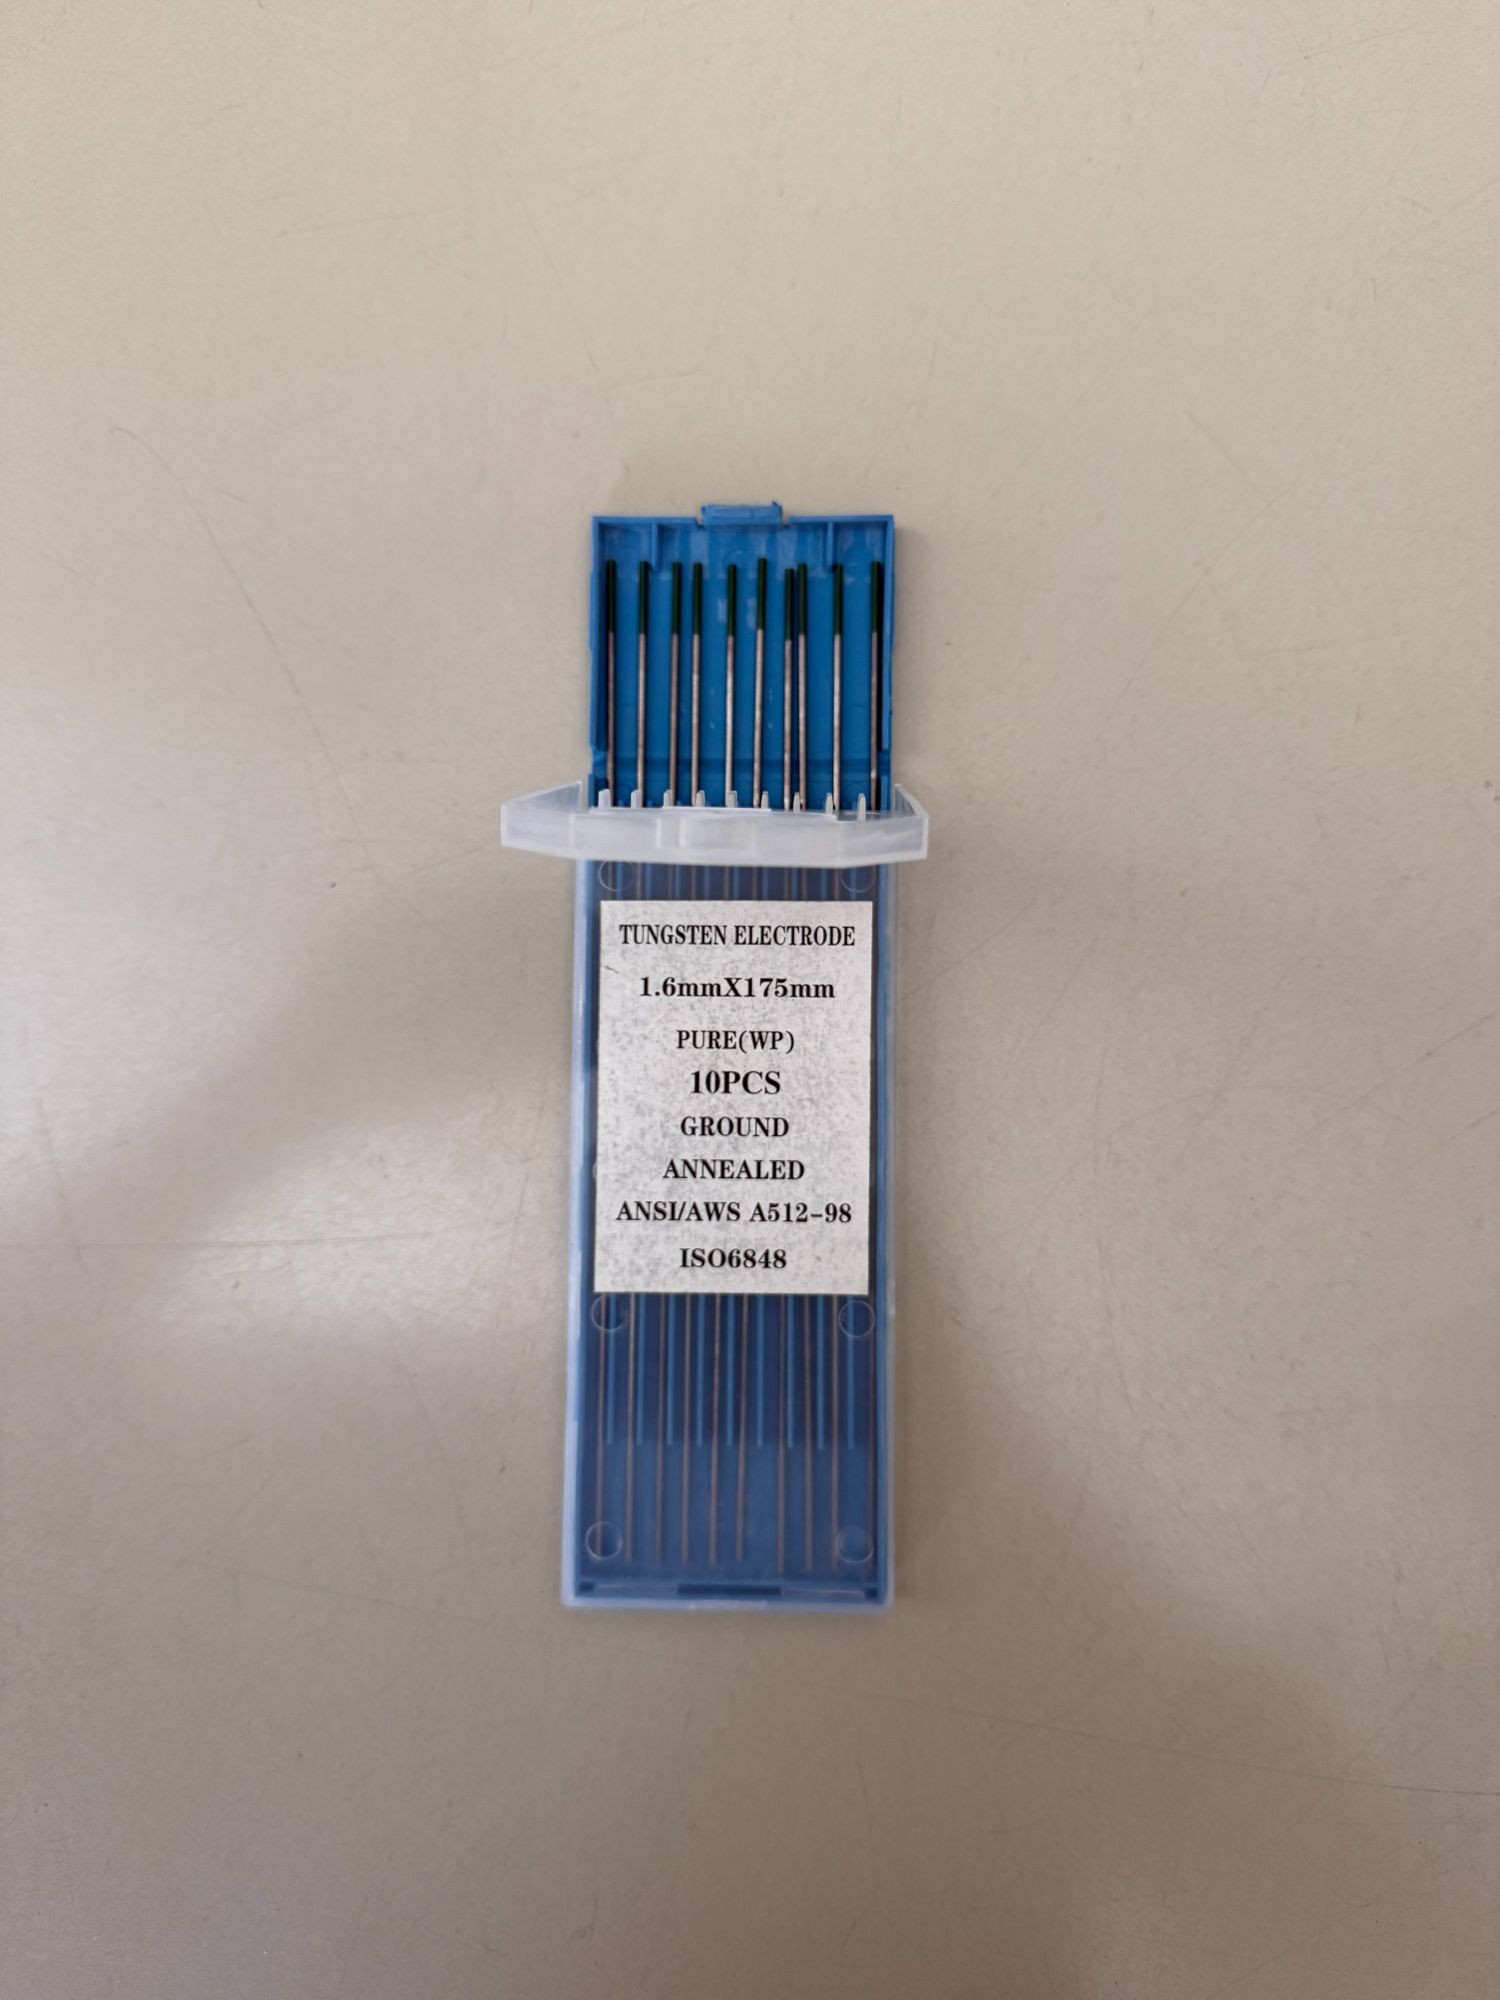 TUNGSTEN ELECTRODE
1.6mmX175mm
PURE(WP)
10PCS
GROUND
ANNEALED
ANSI/AWS A512-98
ISO6848